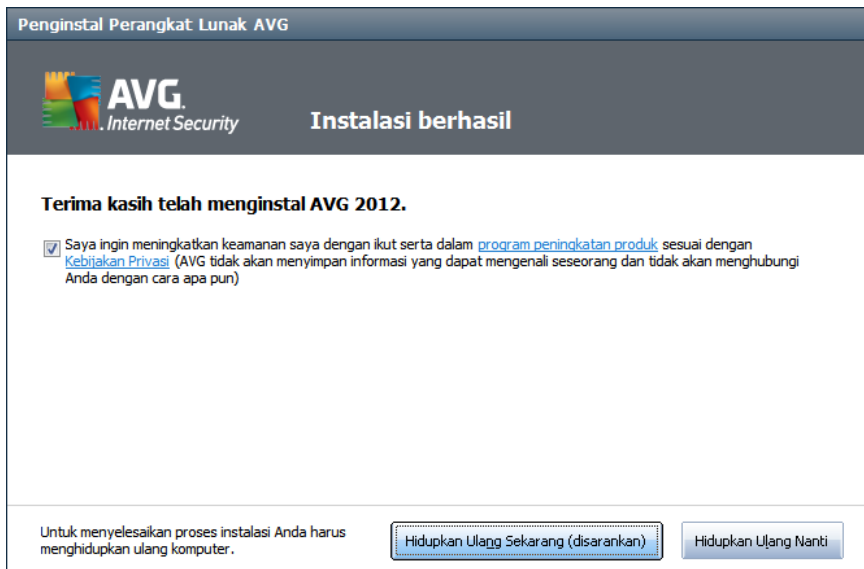 Penginstal Perangkat Lunak AVG
AVG.
Internet Security
Instalasi berhasil
Terima kasih telah menginstal AVG 2012.
Saya ingin meningkatkan keamanan saya dengan ikut serta dalam program peningkatan produk sesuai dengan
Kebijakan Privasi (AVG tidak akan menyimpan informasi yang dapat mengenali seseorang dan tidak akan menghubungi
Anda dengan cara apa pun)
Untuk menyelesaikan proses instalasi Anda harus
menghidupkan ulang komputer.
Hidupkan Ulang Sekarang (disarankan)
Hidupkan Ulang Nanti